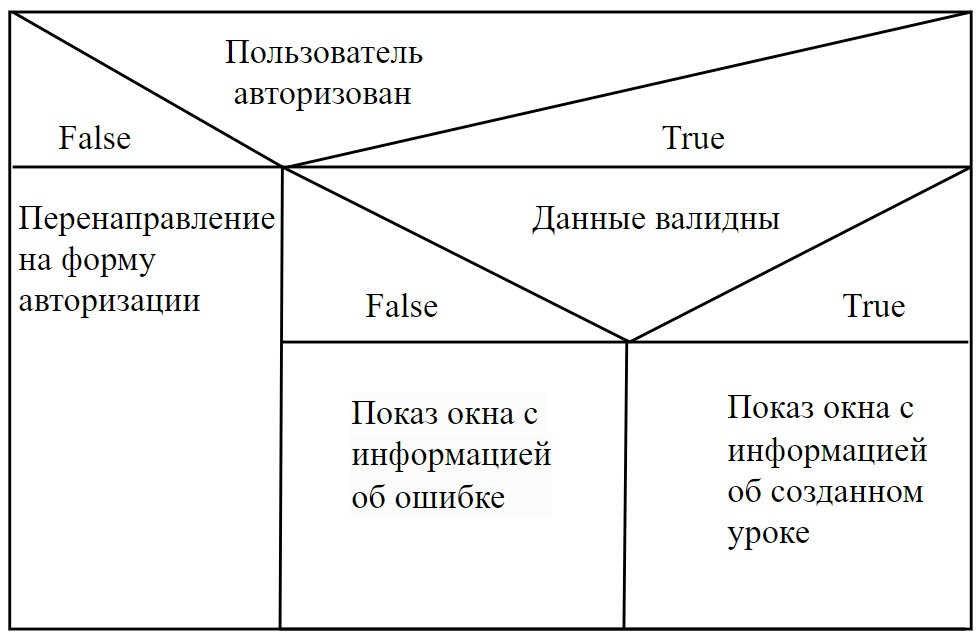 Пользователь
авторизован
False
True
Перенаправление
на форму
авторизации
Данные валидны
False
True
Показ окна с
информацией
об ошибке
Показ окна с
информацией
об созданном
уроке